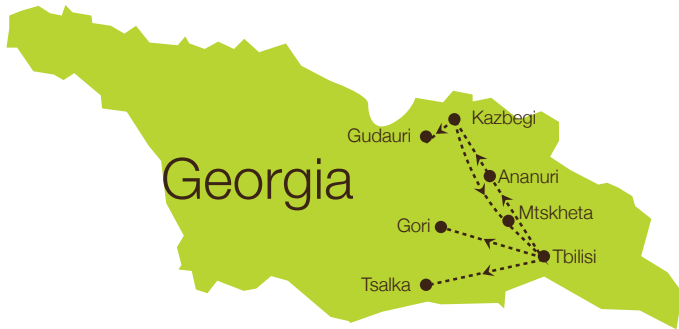 Kazbegi
Gudauri
Georgia
Ananuri
Mtskheta
Gori
Tbilisi
Tsalka